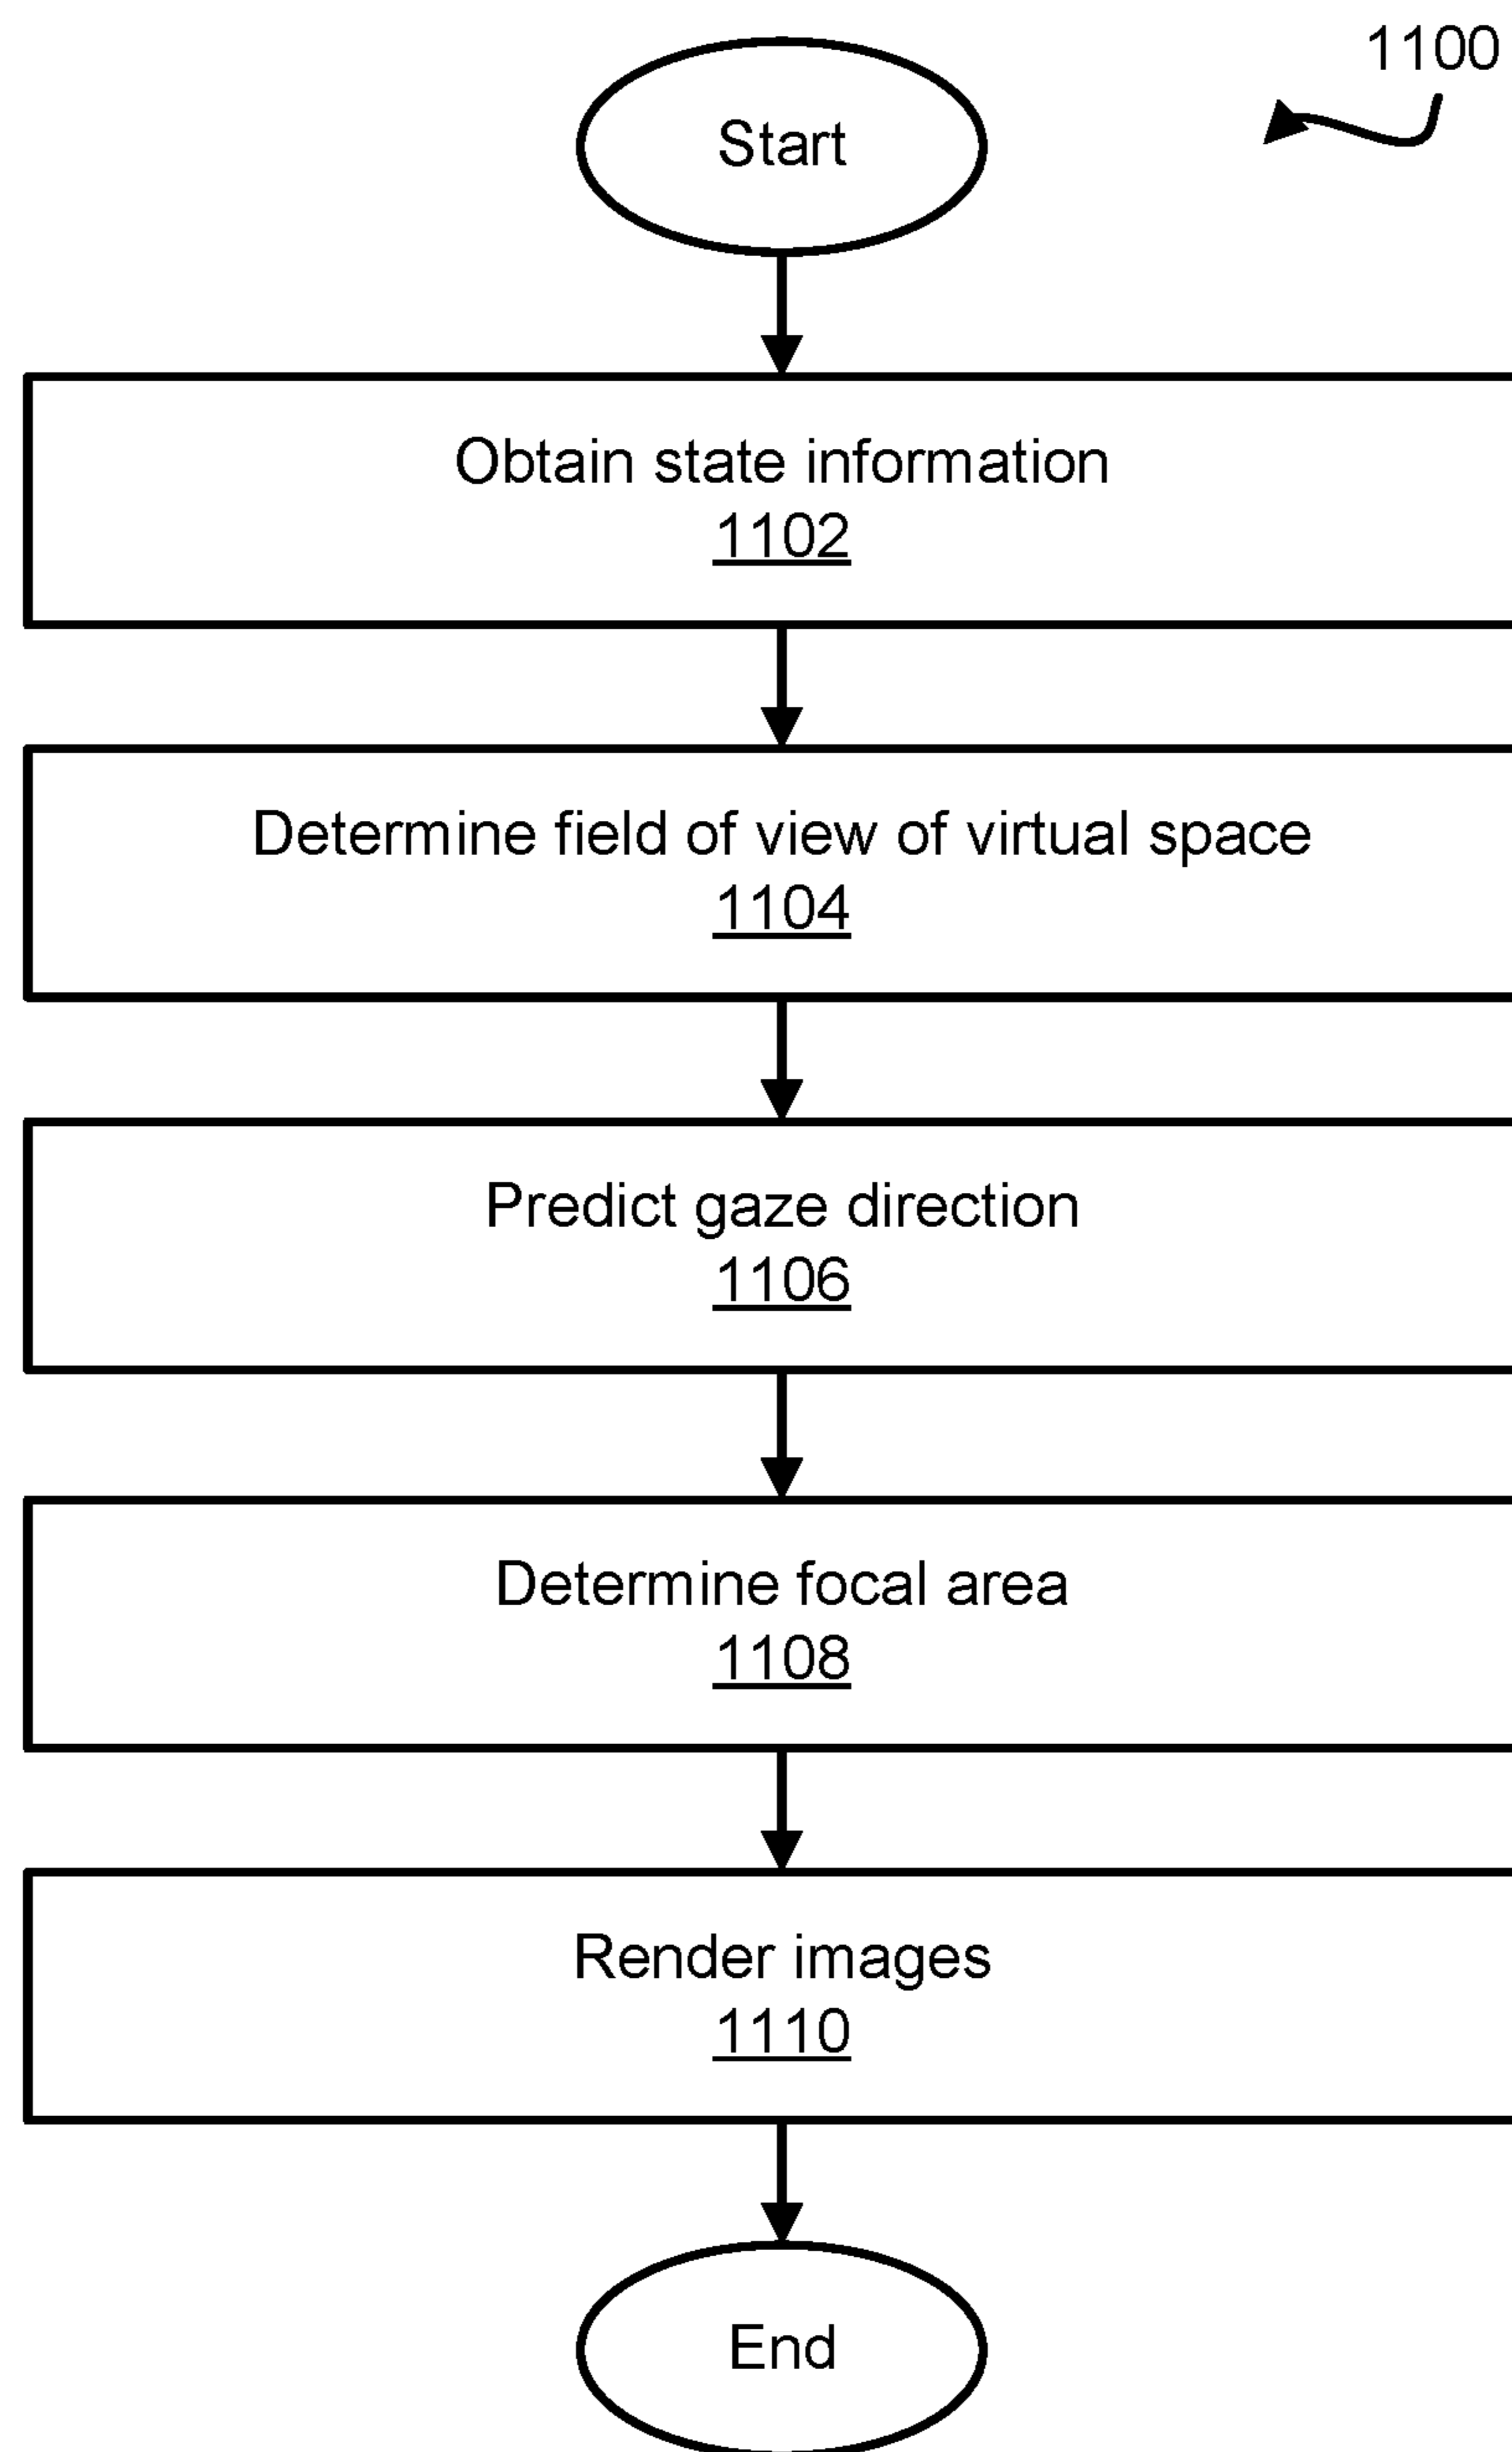 1100
Start
Obtain state information
1102
Determine field of view of virtual space
1104
Predict gaze direction
1106
Determine focal area
1108
Render images
1110
End